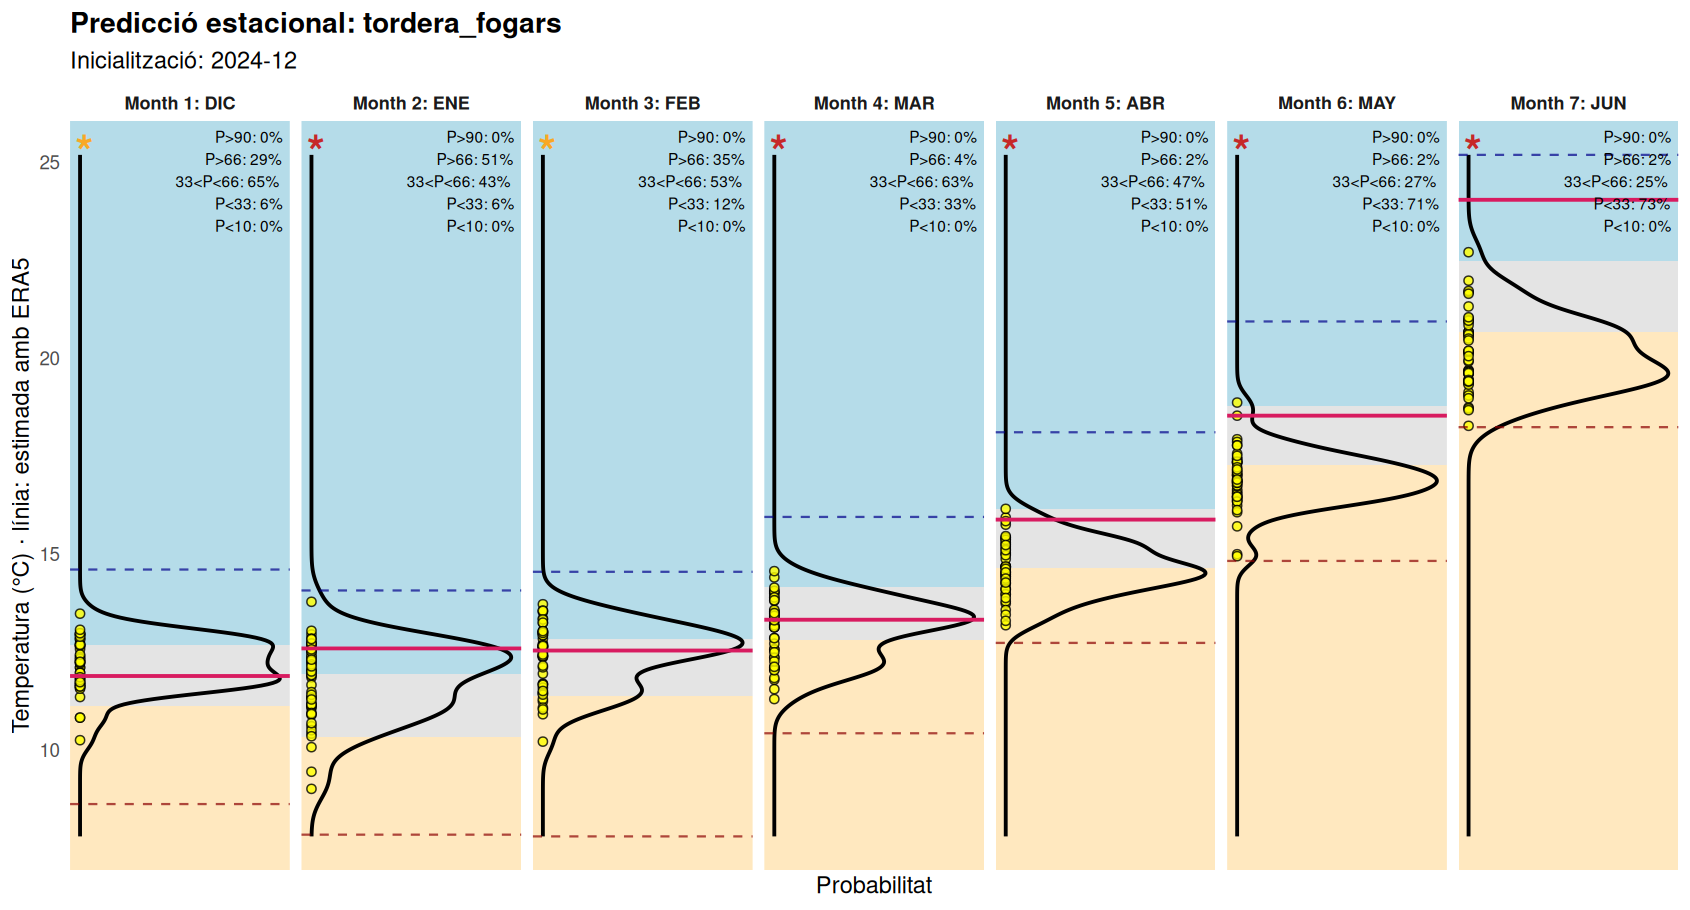 Predicció estacional: tordera_fogars
Inicialització: 2024-12
Month 1: DIC
Month 2: ENE
Month 3: FEB
Month 4: MAR
Month 5: ABR
Month 6: MAY
Month 7: JUN
*
P>90: 0%
P>66: 29%
33<P<66: 65%
P<33: 6%
P<10: 0%
*
P>90: 0%
P>66: 51%
33<P<66: 43%
P<33: 6%
P<10: 0%
*
P>90: 0%
P>66: 35%
33<P<66: 53%
P<33: 12%
P<10: 0%
*
P>90: 0%
P>66: 4%
33<P<66: 63%
P<33: 33%
P<10: 0%
*
P>90: 0%
P>66: 2%
33<P<66: 47%
P<33: 51%
P<10: 0%
*
P>90: 0%
P>66: 2%
33<P<66: 27%
P<33: 71%
P<10: 0%
*
P>90: 0%
P>66: 2%
33<P<66: 25%
P<33: 73%
P<10: 0%
25
20
15
10
Temperatura (°C) · línia: estimada amb ERA5
Probabilitat